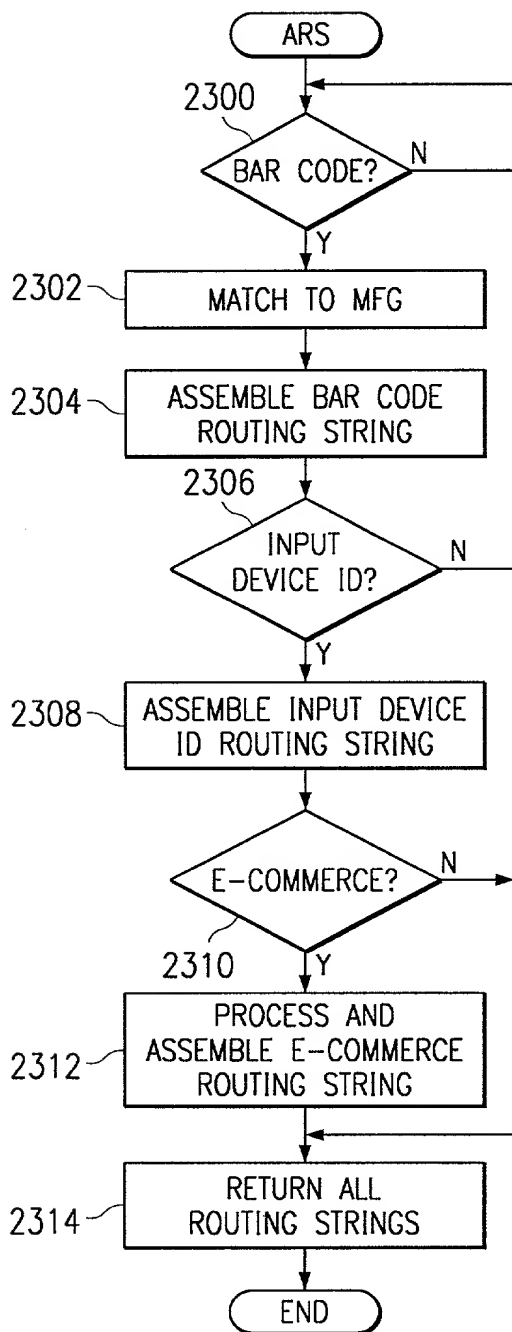 ARS
2300
BAR CODE?
N
Y
2302
MATCH TO MFG
2304
ASSEMBLE BAR CODE
ROUTING STRING
2306
INPUT
DEVICE ID?
N
Y
2308
ASSEMBLE INPUT DEVICE
ID ROUTING STRING
E-COMMERCE?
N
2310
Y
2312
PROCESS AND
ASSEMBLE E-COMMERCE
ROUTING STRING
2314
RETURN ALL
ROUTING STRINGS
END